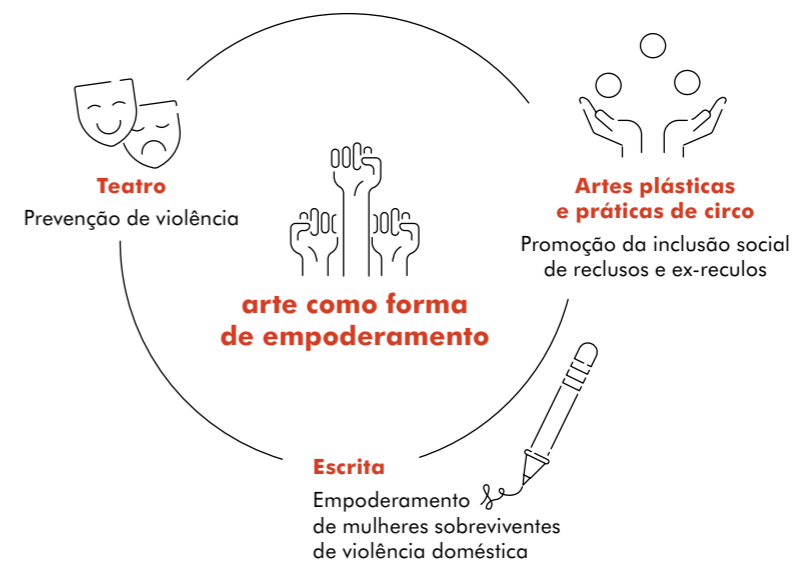 Teatro
Prevenção de violência
Artes plásticas
e práticas de circo
Promoção da inclusão social
de reclusos e ex-reculos
arte como forma
de empoderamento
Escrita
Empoderamento
de mulheres sobreviventes
de violência doméstica